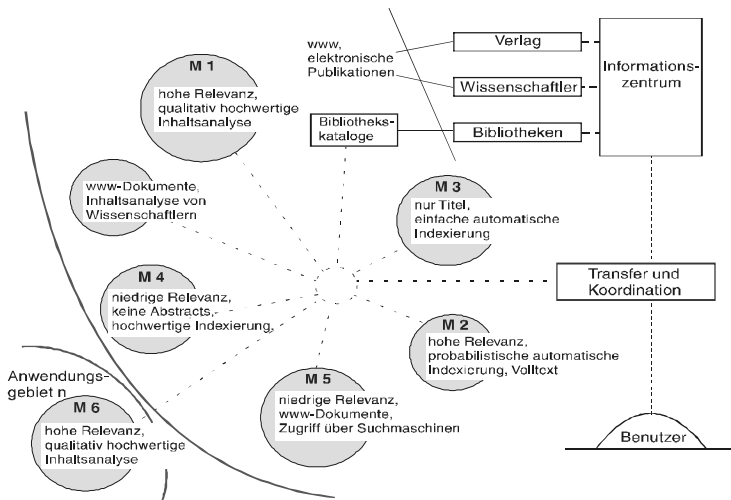 M 1
hohe Relevanz,
qualitativ hochwertige
Inhaltsanalyse
www,
elektronische
Publikationen
Verlag
Wissenschaftler
Bibliotheken
Informations-
zentrum
Bibliotheks-
kataloge
www-Dokumente,
Inhaltsanalyse von
Wissenschaftlern
M 3
nur Titel,
einfache automatische
Indexierung
M 4
niedrige Relevanz,
keine Abstracts,
hochwertige Indexierung,
Transfer und
Koordination
M 2
hohe Relevanz,
probabilistische automatische
Indexierung, Volltext
Anwendungs-
gebiet n
M 5
niedrige Relevanz,
www-Dokumente,
Zugriff über Suchmaschinen
M 6
hohe Relevanz,
qualitativ hochwertige
Inhaltsanalyse
Benutzer